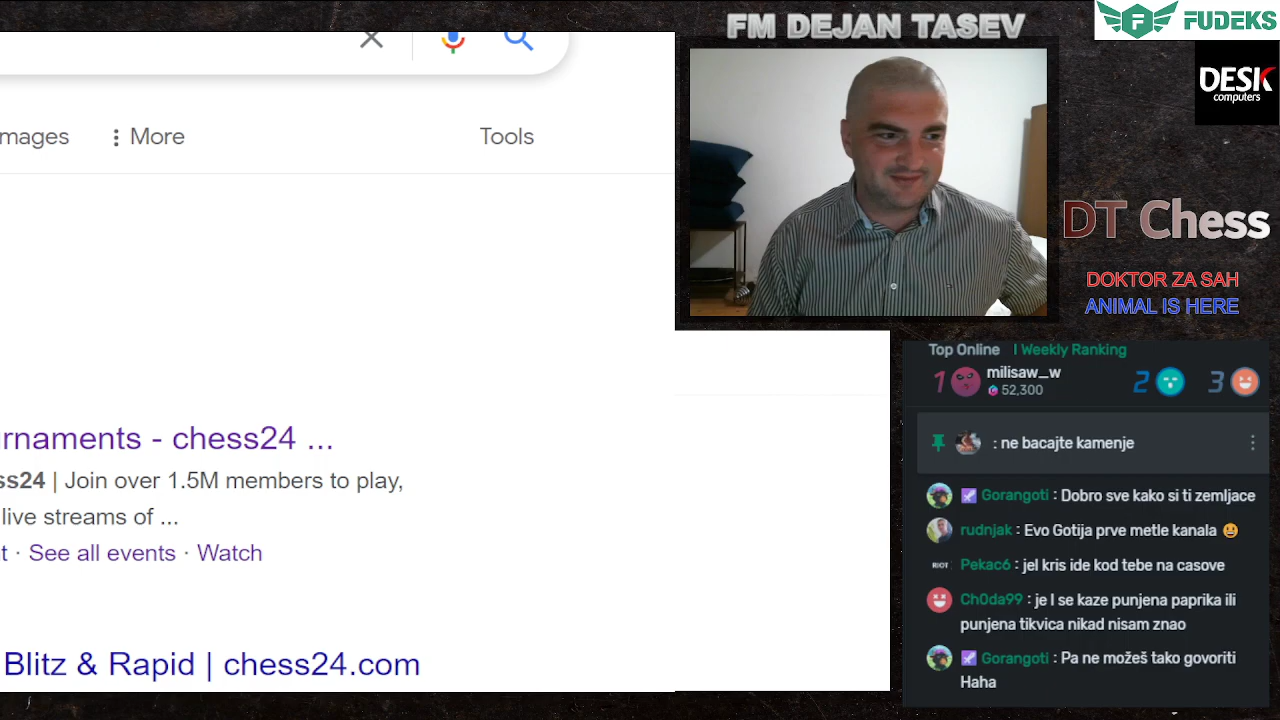 FM DEJAN TASEV
FUDEKS
DESK
computers
mages
More
Tools
DT Chess
DOKTOR ZA SAH
ANIMAL IS HERE
rnaments - chess24 ...
ss24 | Join over 1.5M members to play,
live streams of ...
t · See all events · Watch
Blitz & Rapid | chess24.com
Top Online | Weekly Ranking
1 milisaw_w 2 3
52,300
: ne bacajte kamenje
Gorangoti : Dobro sve kako si ti zemljace
rudnjak : Evo Gotija prve metle kanala
RIOT Pekac6 : jel kris ide kod tebe na casove
Ch0da99 : je l se kaze punjena paprika ili
punjena tikvica nikad nisam znao
Gorangoti : Pa ne možeš tako govoriti
Haha